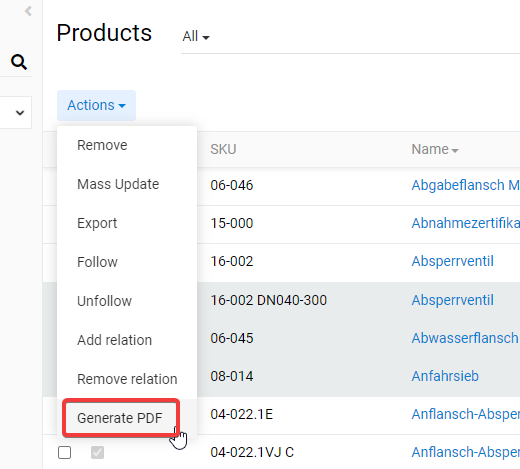 Products
All
Actions
Remove
Mass Update
Export
Follow
Unfollow
Add relation
Remove relation
Generate PDF
SKU Name
06-046 Abgabeflansch M
15-000 Abnahmezertifika
16-002 Absperrventil
16-002 DN040-300 Absperrventil
06-045 Abwasserflansch
08-014 Anfahrsieb
04-022.1E Anflansch-Absper
04-022.1VJ C Anflansch-Absper